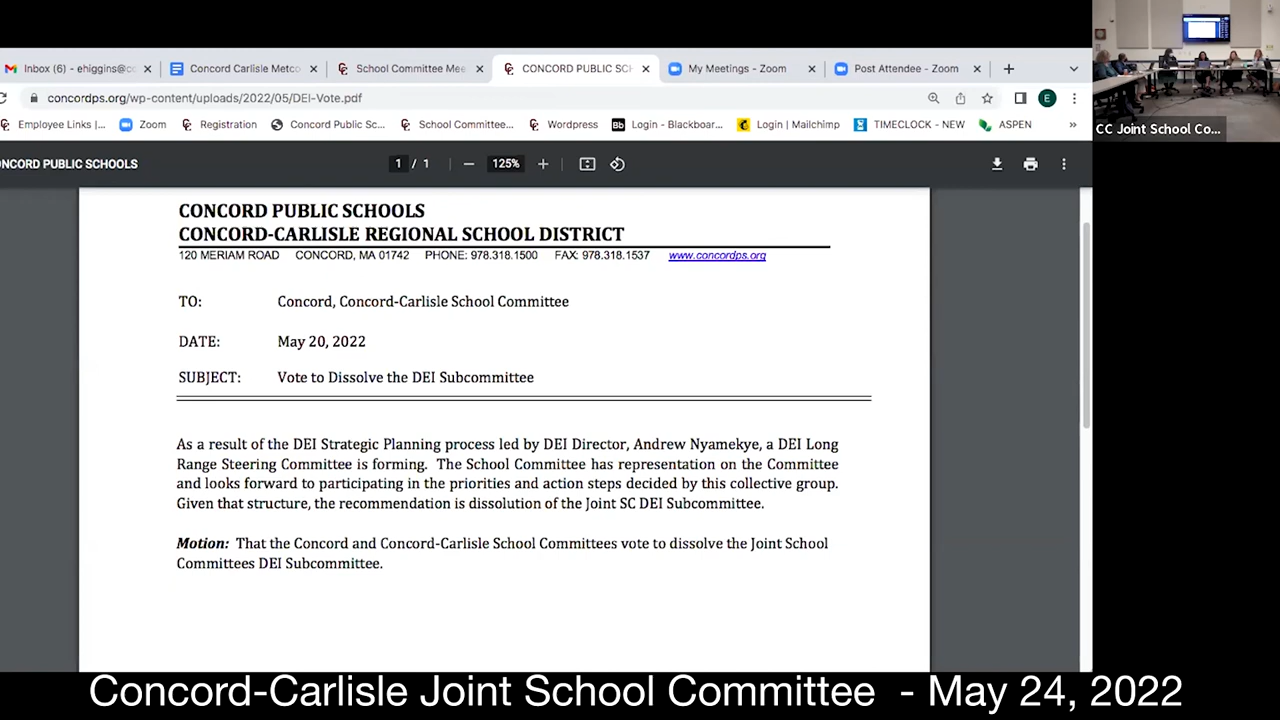 Inbox (6) - ehiggins@cc
Concord Carlisle Metco
School Committee Mee
CONCORD PUBLIC SCH
My Meetings - Zoom
Post Attendee - Zoom
concordps.org/wp-content/uploads/2022/05/DEI-Vote.pdf
E
Employee Links |...
Zoom
Registration
Concord Public Sc...
School Committee...
Wordpress
Bb Login - Blackboar...
Login | Mailchimp
TIMECLOCK - NEW
ASPEN
»
CC Joint School Co...
NCORD PUBLIC SCHOOLS
1 / 1
125%
CONCORD PUBLIC SCHOOLS
CONCORD-CARLISLE REGIONAL SCHOOL DISTRICT
120 MERIAM ROAD CONCORD, MA 01742 PHONE: 978.318.1500 FAX: 978.318.1537 www.concordps.org
TO: Concord, Concord-Carlisle School Committee
DATE: May 20, 2022
SUBJECT: Vote to Dissolve the DEI Subcommittee
As a result of the DEI Strategic Planning process led by DEI Director, Andrew Nyamekye, a DEI Long
Range Steering Committee is forming. The School Committee has representation on the Committee
and looks forward to participating in the priorities and action steps decided by this collective group.
Given that structure, the recommendation is dissolution of the Joint SC DEI Subcommittee.
Motion: That the Concord and Concord-Carlisle School Committees vote to dissolve the Joint School
Committees DEI Subcommittee.
Concord-Carlisle Joint School Committee - May 24, 2022